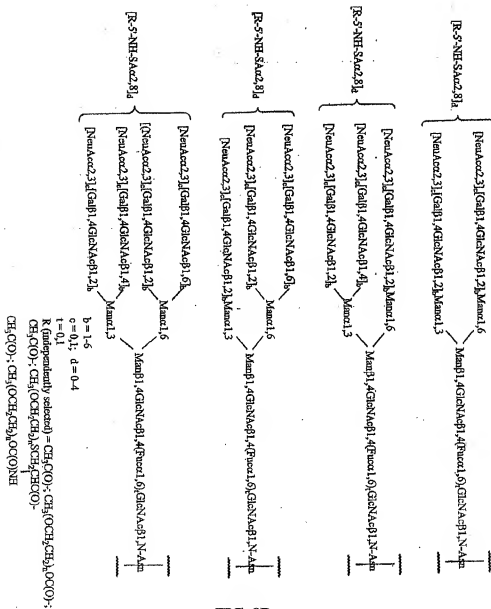 [NeuAcα2,3]c[Galβ1,4GlcNAcβ1,2]bManα1,6
[R-5'-NH-SAα2,8]d Manβ1,4GlcNAcβ1,4(Fucα1,6)tGlcNAcβ1,N-Asn
[NeuAcα2,3]c[Galβ1,4GlcNAcβ1,2]bManα1,3
[NeuAcα2,3]c[Galβ1,4GlcNAcβ1,2]bManα1,6
[R-5'-NH-SAα2,8]d [NeuAcα2,3]c[Galβ1,4GlcNAcβ1,4]b Manβ1,4GlcNAcβ1,4(Fucα1,6)tGlcNAcβ1,N-Asn
Manα1,3
[NeuAcα2,3]c[Galβ1,4GlcNAcβ1,2]b
[NeuAcα2,3]c[Galβ1,4GlcNAcβ1,6]b
Manα1,6
[R-5'-NH-SAα2,8]d [NeuAcα2,3]c[Galβ1,4GlcNAcβ1,2]b Manβ1,4GlcNAcβ1,4(Fucα1,6)tGlcNAcβ1,N-Asn
[NeuAcα2,3]c[Galβ1,4GlcNAcβ1,2]bManα1,3
[NeuAcα2,3]c[Galβ1,4GlcNAcβ1,6]b
Manα1,6
[R-5'-NH-SAα2,8]d [(NeuAcα2,3]c[Galβ1,4GlcNAcβ1,2]b Manβ1,4GlcNAcβ1,4(Fucα1,6)tGlcNAcβ1,N-Asn
[NeuAcα2,3]c[Galβ1,4GlcNAcβ1,4]b
Manα1,3
[NeuAcα2,3]c[Galβ1,4GlcNAcβ1,2]b
b = 1-6
c = 0,1; d = 0-4
t = 0,1
R (independently selected) = CH3C(O)-; CH3(OCH2CH2)nOC(O)-;
CH3C(O)-; CH3(OCH2CH2)nSCH2CHC(O)-
CH3C(O)-; CH3(OCH2CH2)nOC(O)NH